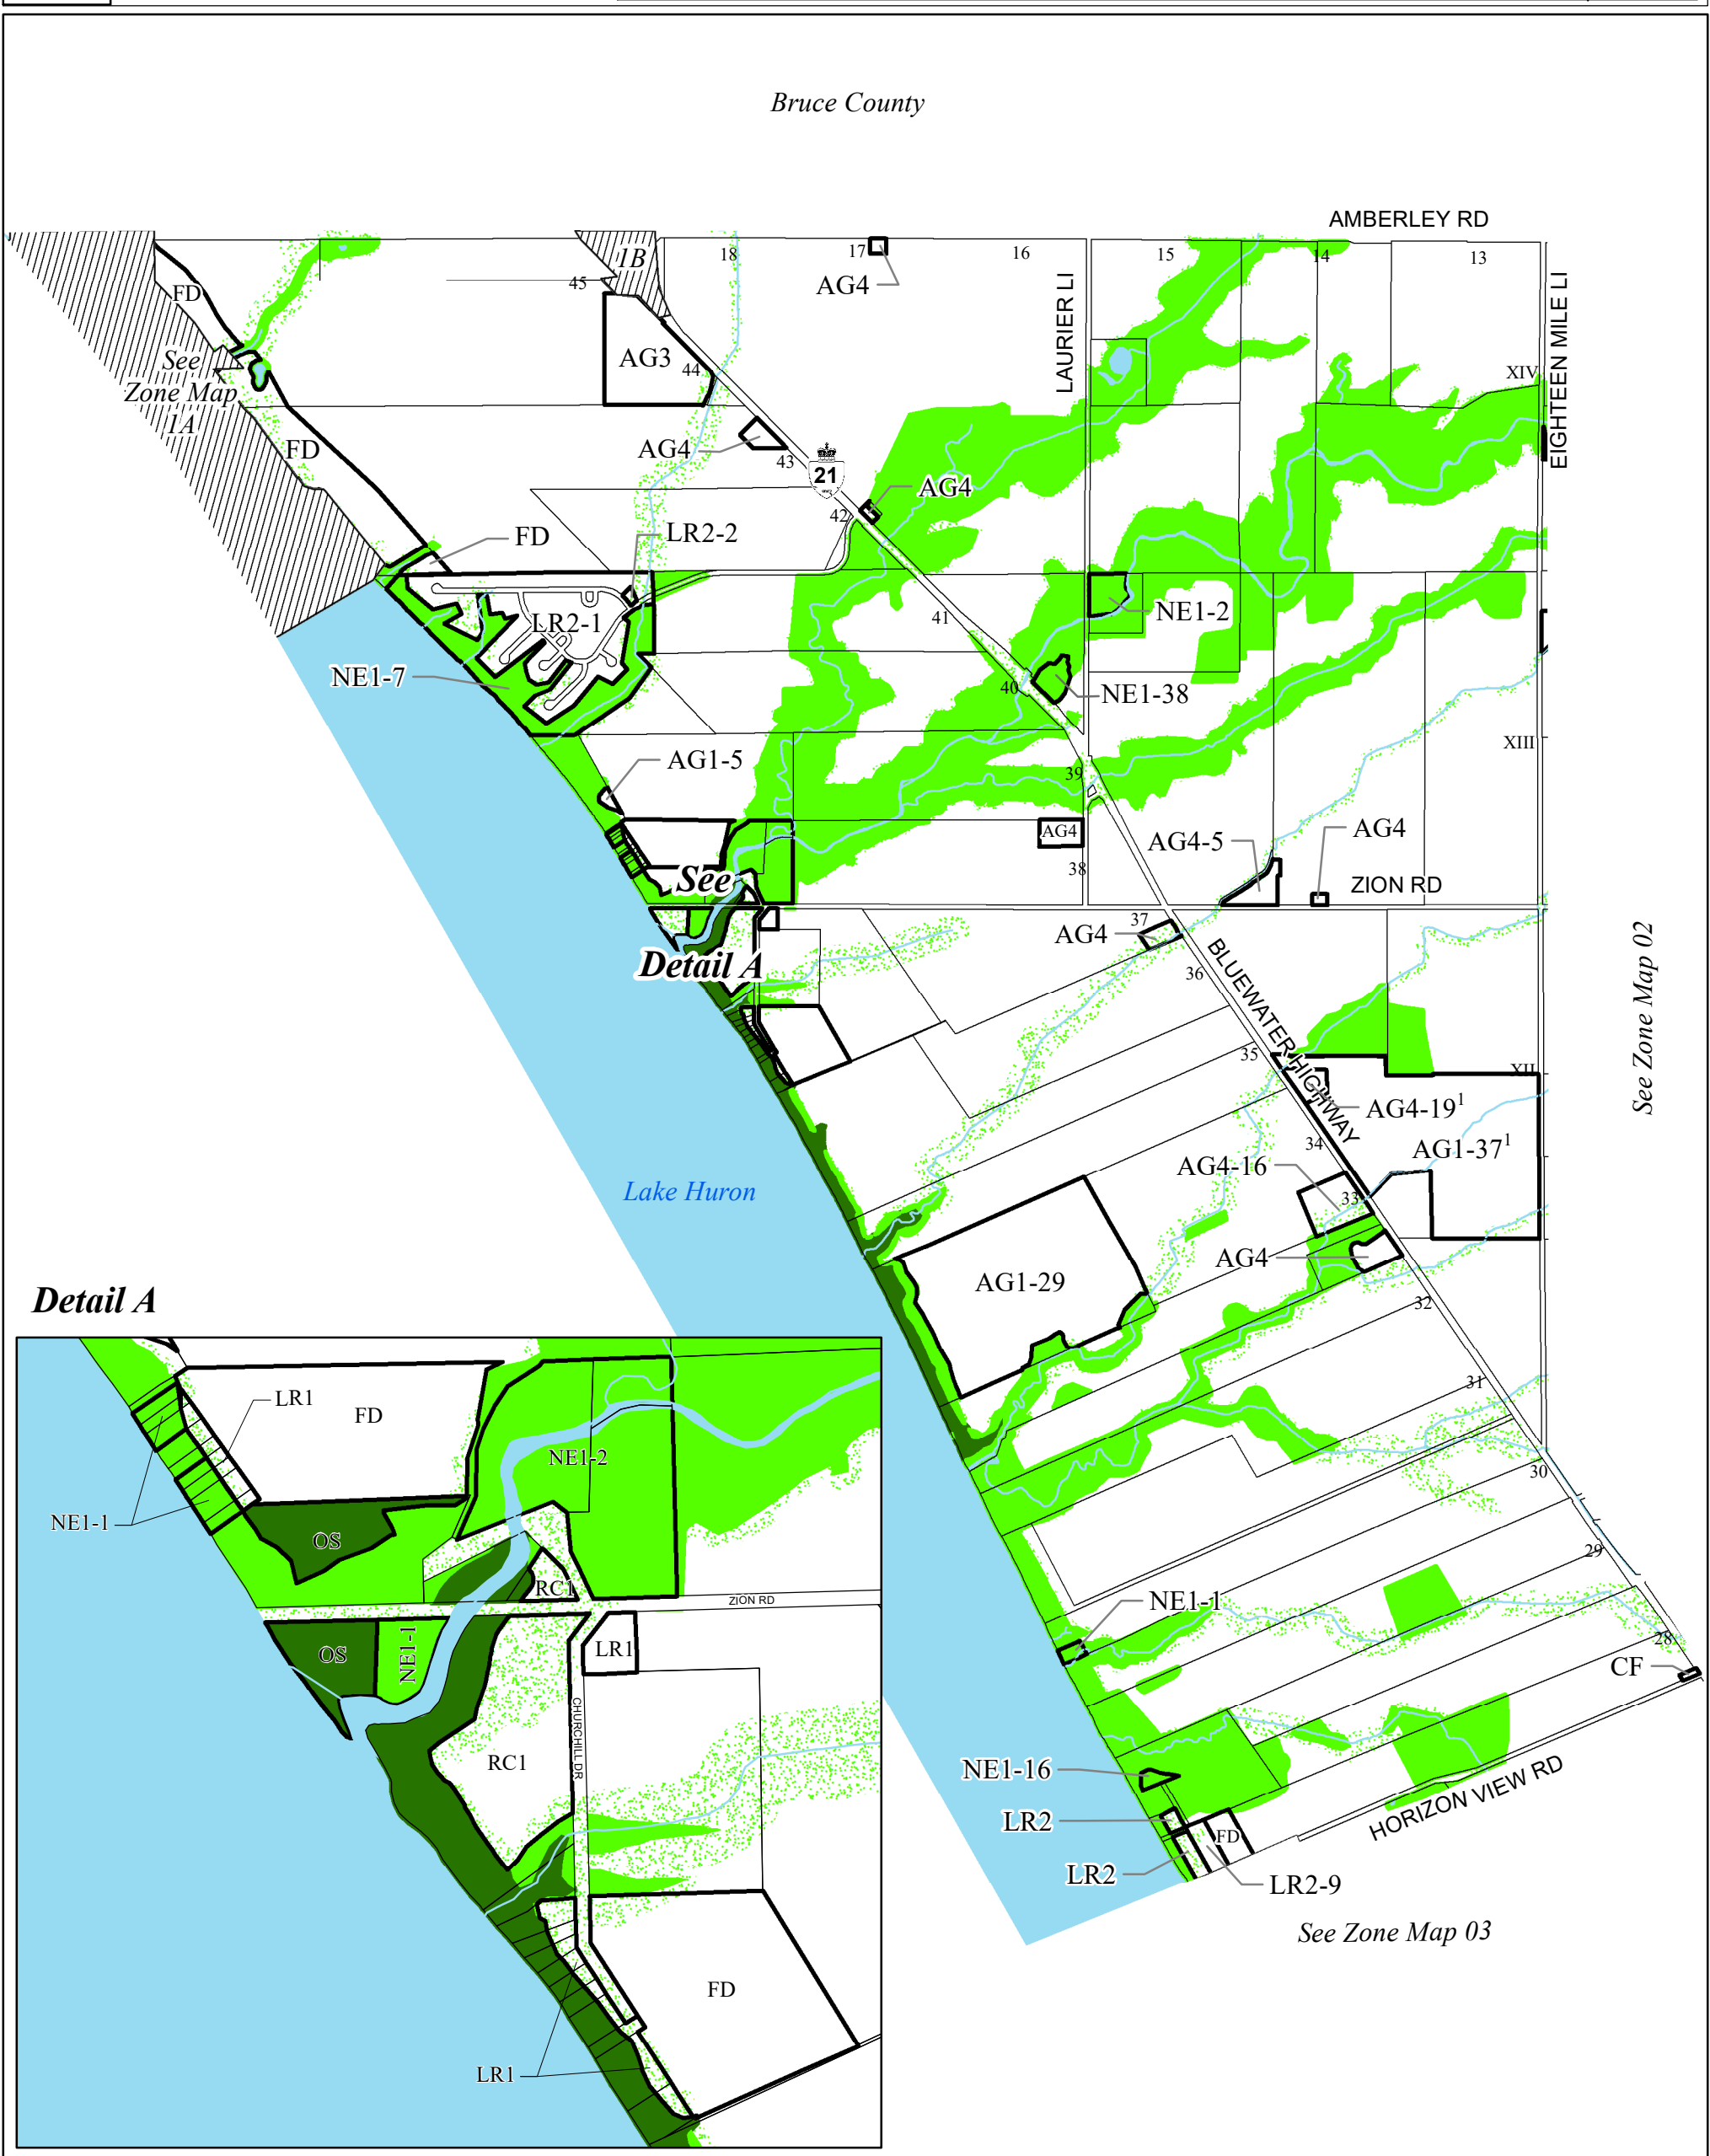 Bruce County
AMBERLEY RD
1B
18
17
16
15
14
13
45
AG4
FD
LAURIER LI
EIGHTEEN MILE LI
See
Zone Map
1A
AG3
44
XIV
FD
AG4
43
21
AG4
42
FD
LR2-2
LR2-1
41
NE1-2
NE1-7
40
NE1-38
AG1-5
XIII
39
AG4
AG4-5
AG4
38
See
ZION RD
Detail A
AG4
37
36
BLUEWATER HIGHWAY
See Zone Map 02
35
XII
AG4-19¹
34
AG1-37¹
AG4-16
33
Lake Huron
AG4
AG1-29
32
31
30
29
NE1-1
28
CF
NE1-16
LR2
FD
HORIZON VIEW RD
LR2
LR2-9
See Zone Map 03
Detail A
LR1
FD
NE1-2
NE1-1
OS
RC1
ZION RD
OS
NE1-1
LR1
CHURCHILL DR
RC1
FD
LR1